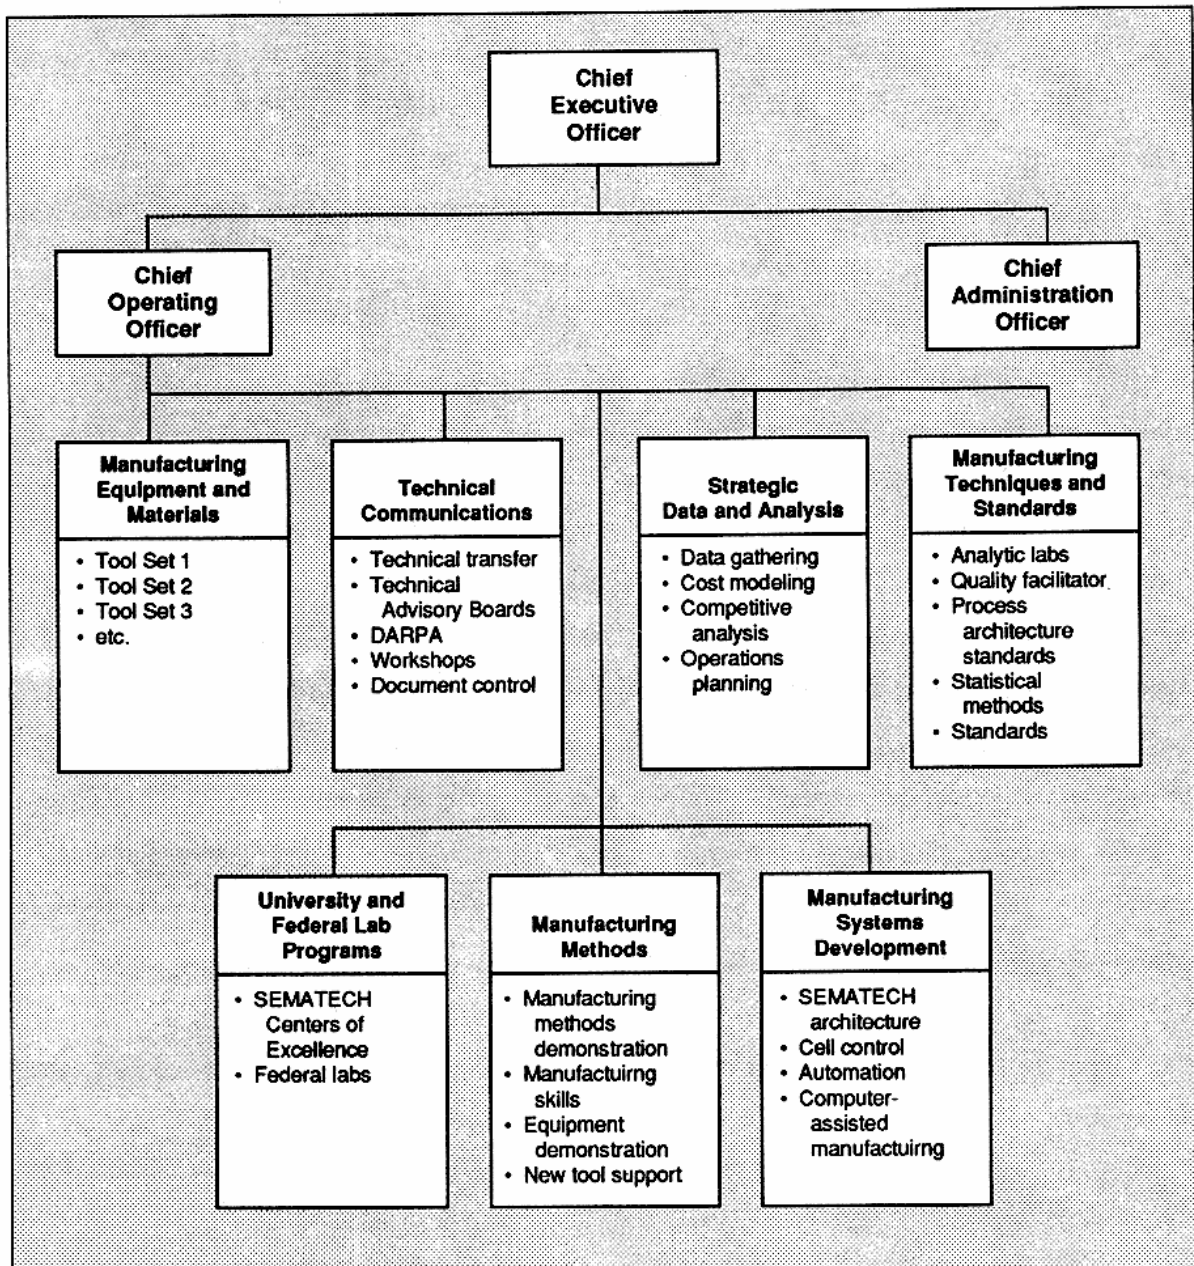 Chief
Executive
Officer
Chief
Operating
Officer
Chief
Administration
Officer
Manufacturing
Equipment and
Materials
• Tool Set 1
• Tool Set 2
• Tool Set 3
• etc.
Technical
Communications
• Technical transfer
• Technical
Advisory Boards
• DARPA
• Workshops
• Document control
Strategic
Data and Analysis
• Data gathering
• Cost modeling
• Competitive
analysis
• Operations
planning
Manufacturing
Techniques and
Standards
• Analytic labs
• Quality facilitator
• Process
architecture
standards
• Statistical
methods
• Standards
University and
Federal Lab
Programs
• SEMATECH
Centers of
Excellence
• Federal labs
Manufacturing
Methods
• Manufacturing
methods
demonstration
• Manufactuirng
skills
• Equipment
demonstration
• New tool support
Manufacturing
Systems
Development
• SEMATECH
architecture
• Cell control
• Automation
• Computer-
assisted
manufactuirng